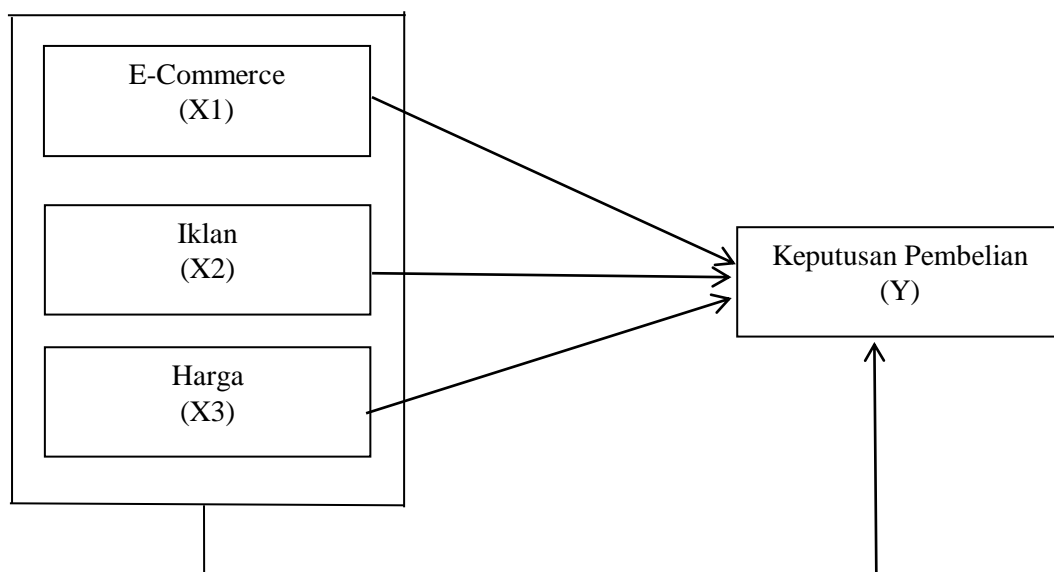 E-Commerce
(X1)
Iklan
(X2)
Harga
(X3)
Keputusan Pembelian
(Y)